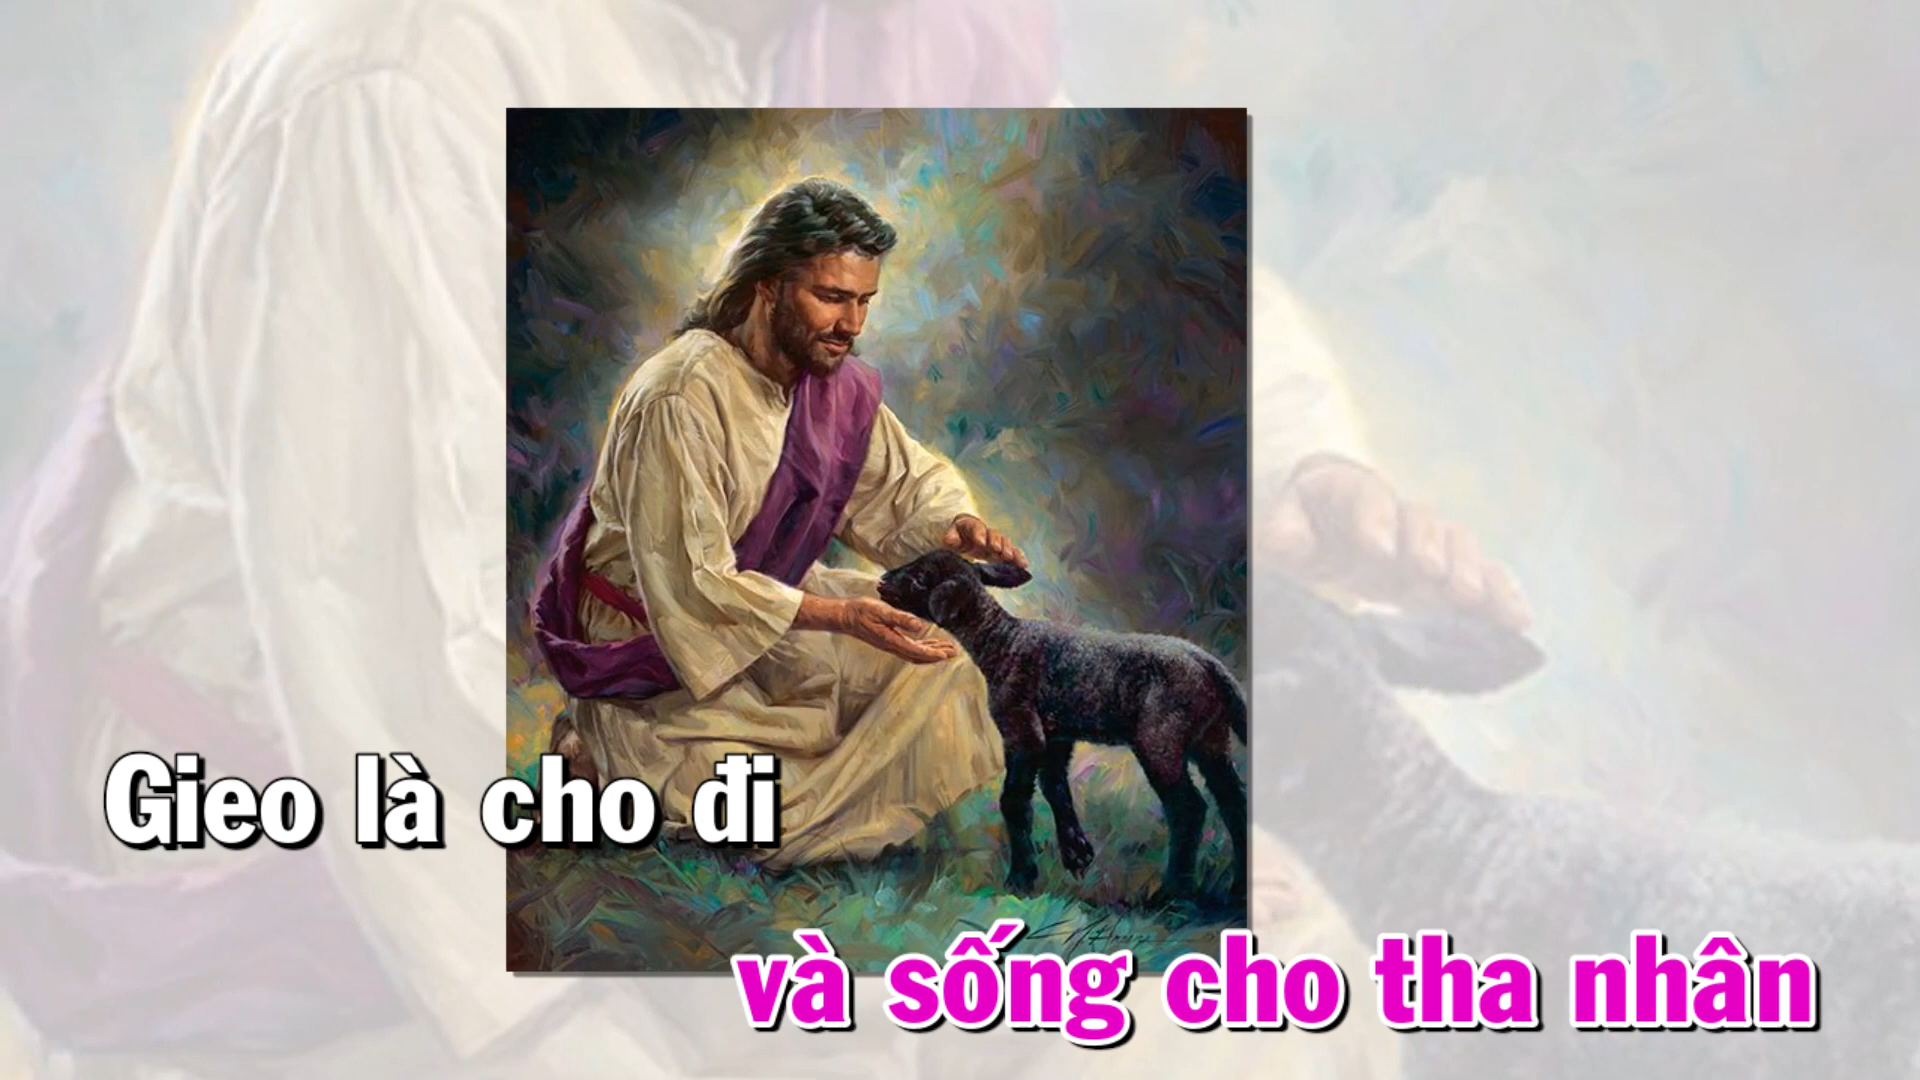 Gieo là cho đi
và sống cho tha nhân